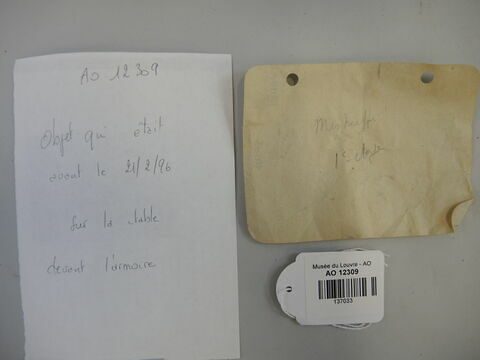 AO 12309
Objet qui était
avant le 21/2/96
sur la table
devant l'armoire
1e
Musée du Louvre - AO
AO 12309
137033